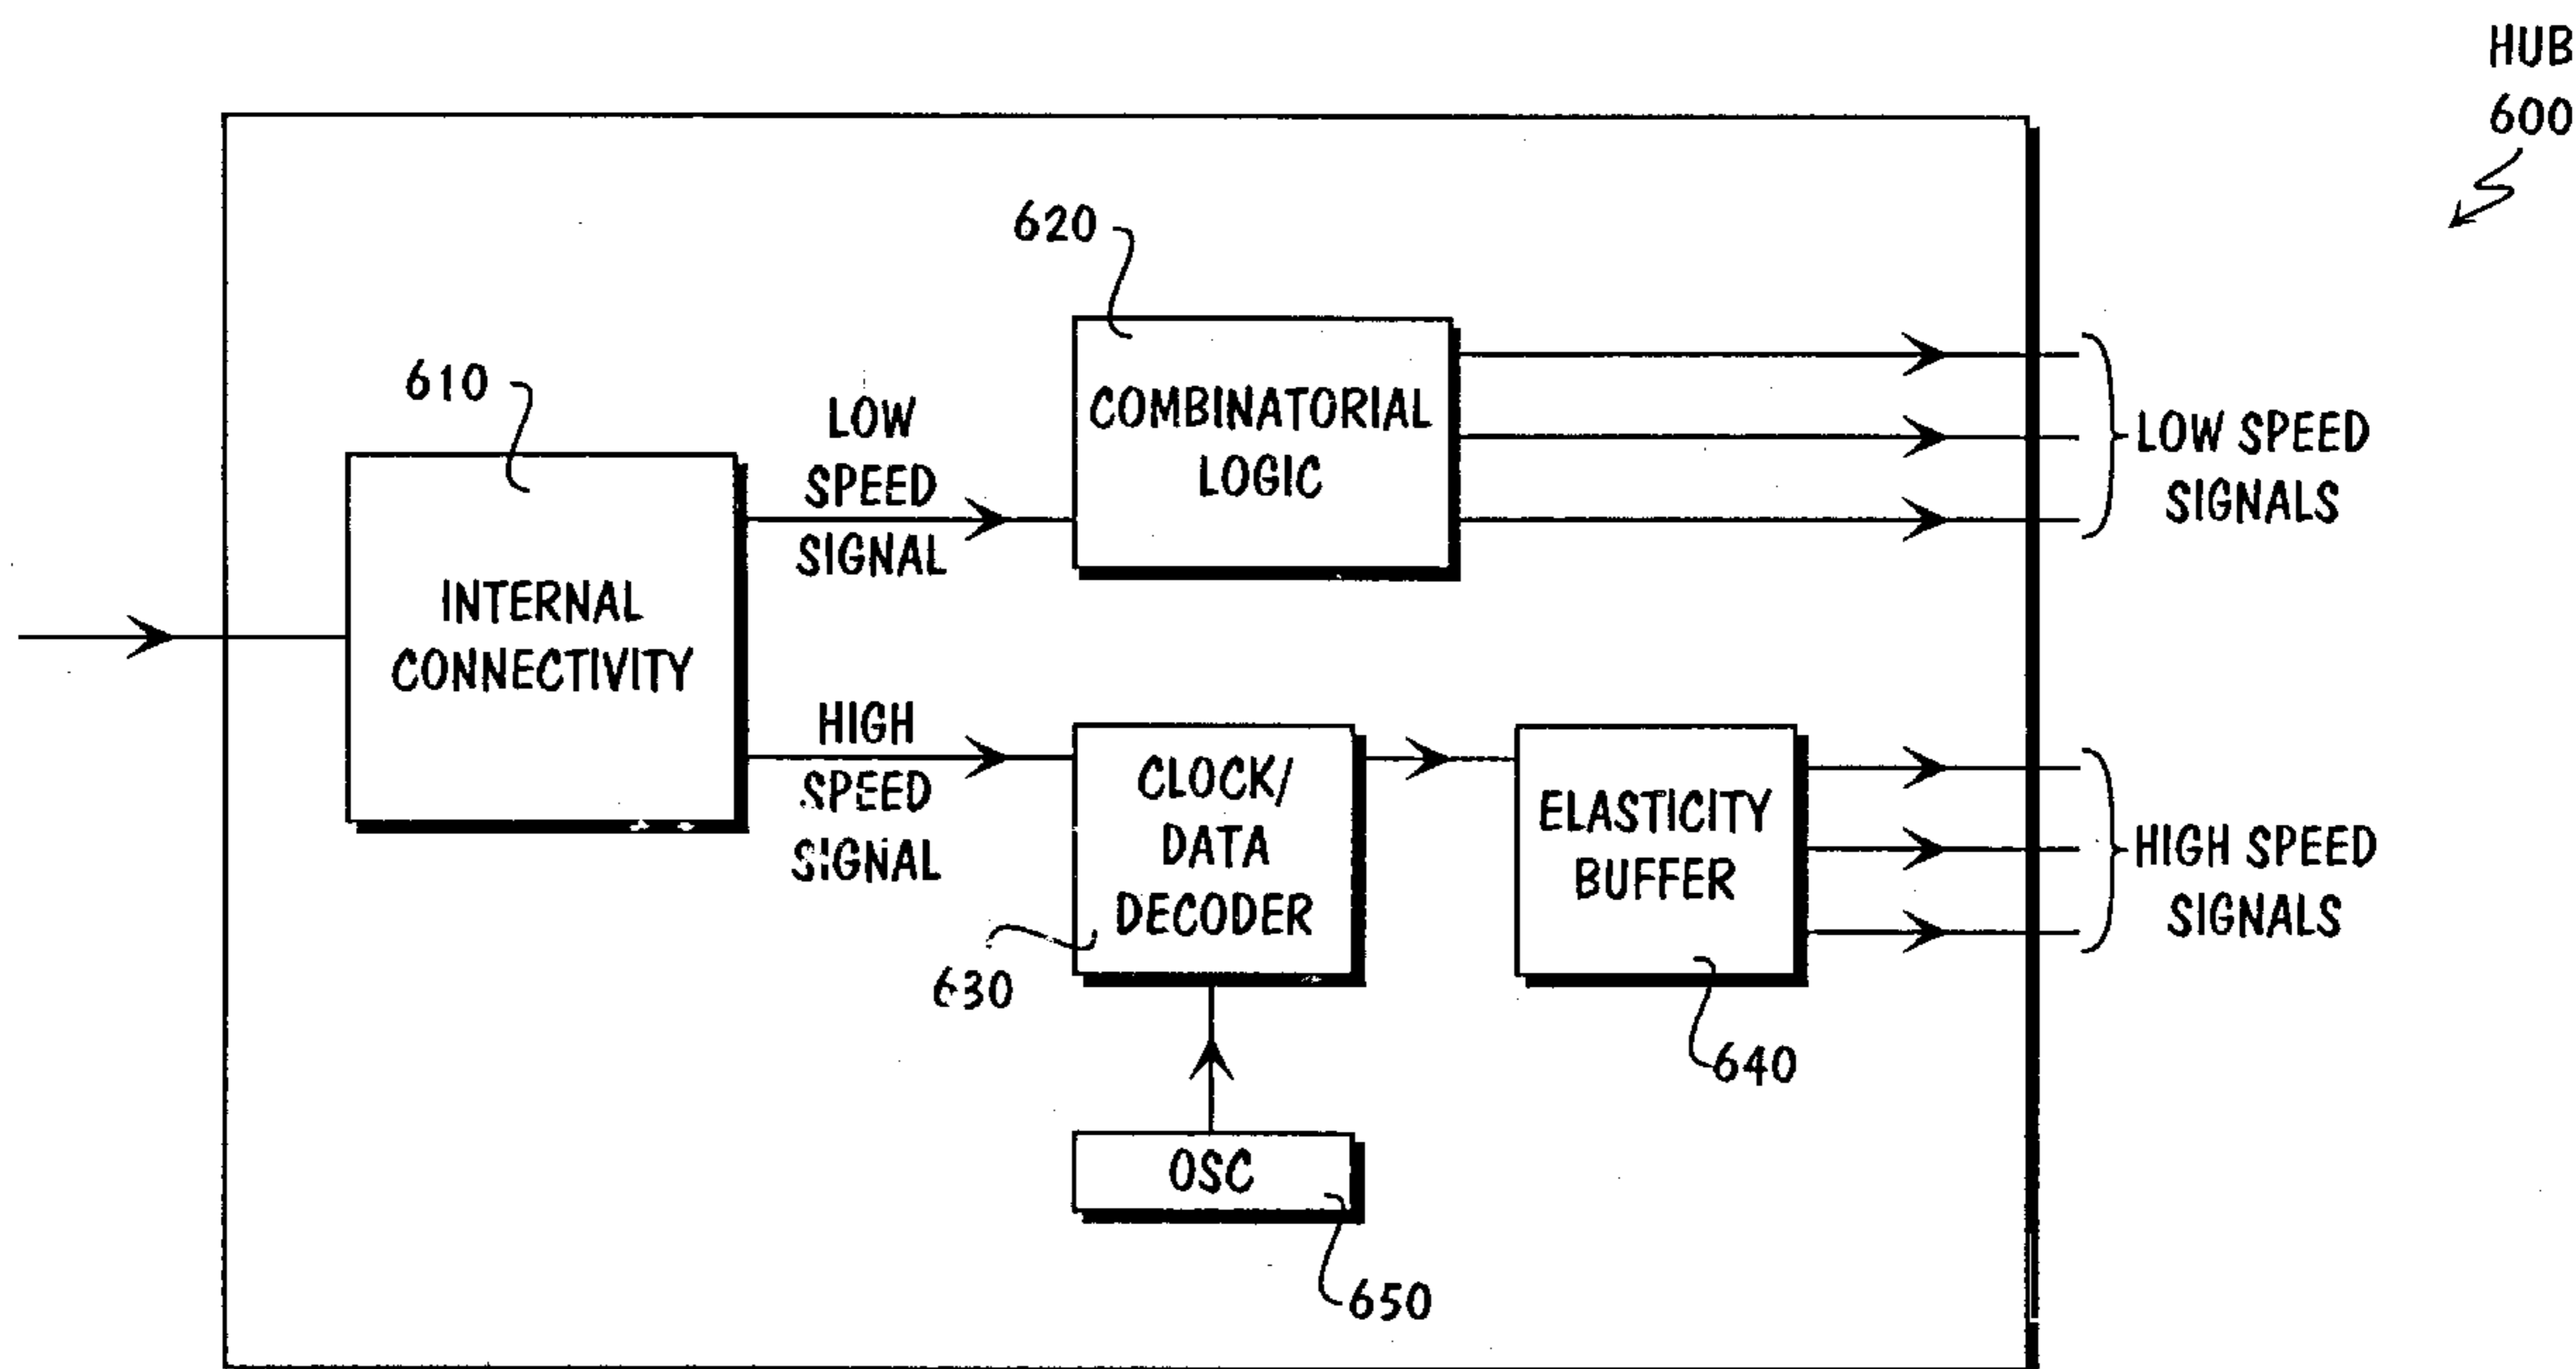 HUB
600
620
610
LOW
SPEED
SIGNAL
COMBINATORIAL
LOGIC
LOW SPEED
SIGNALS
INTERNAL
CONNECTIVITY
HIGH
SPEED
SIGNAL
CLOCK/
DATA
DECODER
630
ELASTICITY
BUFFER
640
HIGH SPEED
SIGNALS
OSC
650